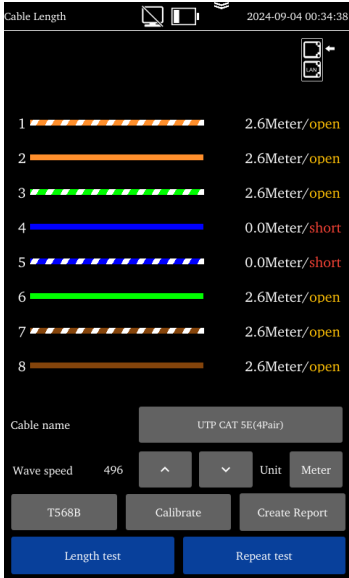 Cable Length 2024-09-04 00:34:38
LAN
1 2.6Meter/open
2 2.6Meter/open
3 2.6Meter/open
4 0.0Meter/short
5 0.0Meter/short
6 2.6Meter/open
7 2.6Meter/open
8 2.6Meter/open
Cable name UTP CAT 5E(4Pair)
Wave speed 496 Unit Meter
T568B Calibrate Create Report
Length test Repeat test